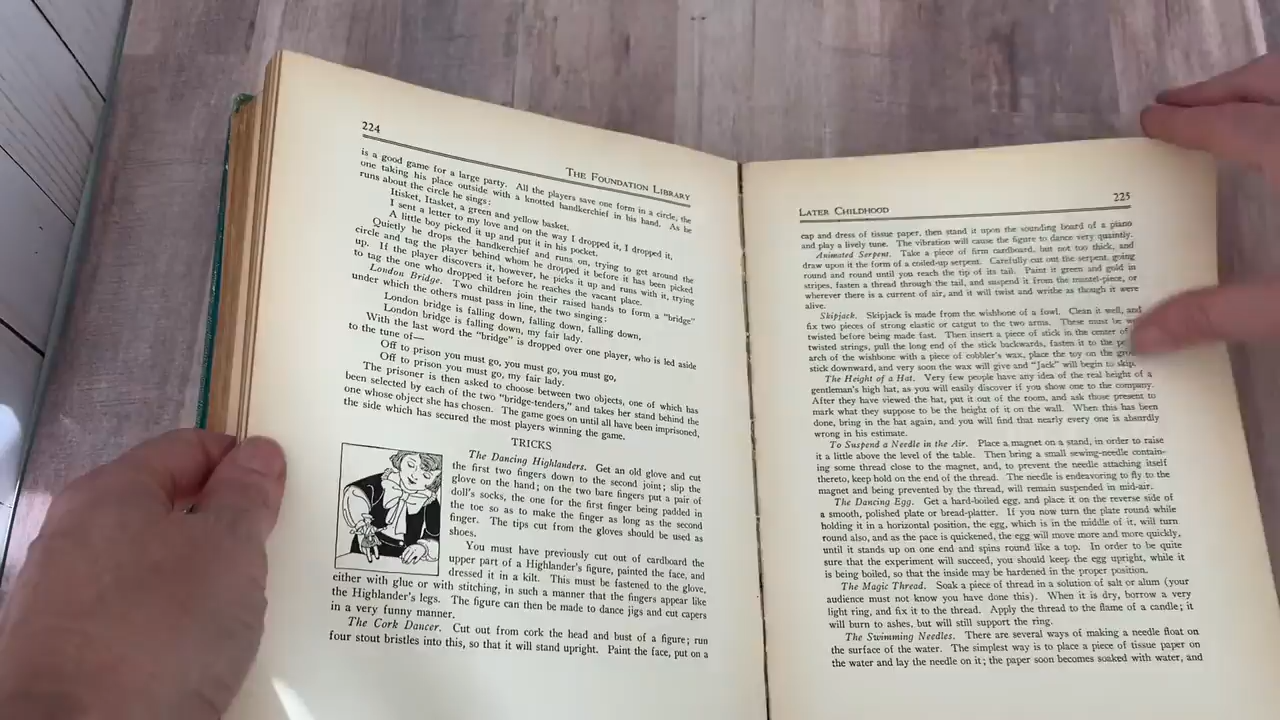 224
THE FOUNDATION LIBRARY
is a good game for a large party. All the players save one form in a circle, the
one taking his place outside with a knotted handkerchief in his hand. As he
runs about the circle he sings:
Itisket, Itasket, a green and yellow basket.
I sent a letter to my love and on the way I dropped it, I dropped it,
A little boy picked it up and put it in his pocket.
Quietly he drops the handkerchief and runs on, trying to get around the
circle and tag the player behind whom he dropped it before it has been picked
up. If the player discovers it, however, he picks it up and runs with it, trying
to tag the one who dropped it before he reaches the vacant place.
London Bridge. Two children join their raised hands to form a "bridge"
under which the others must pass in line, the two singing:
London bridge is falling down, falling down, falling down,
London bridge is falling down, my fair lady.
With the last word the "bridge" is dropped over one player, who is led aside
to the tune of—
Off to prison you must go, you must go, you must go,
Off to prison you must go, my fair lady.
The prisoner is then asked to choose between two objects, one of which has
been selected by each of the two "bridge-tenders," and takes her stand behind the
one whose object she has chosen. The game goes on until all have been imprisoned,
the side which has secured the most players winning the game.
TRICKS
The Dancing Highlanders. Get an old glove and cut
the first two fingers down to the second joint; slip the
glove on the hand; on the two bare fingers put a pair of
doll's socks, the one for the first finger being padded in
the toe so as to make the finger as long as the second
finger. The tips cut from the gloves should be used as
shoes.
You must have previously cut out of cardboard the
upper part of a Highlander's figure, painted the face, and
dressed it in a kilt. This must be fastened to the glove,
either with glue or with stitching, in such a manner that the fingers appear like
the Highlander's legs. The figure can then be made to dance jigs and cut capers
in a very funny manner.
The Cork Dancer. Cut out from cork the head and bust of a figure; run
four stout bristles into this, so that it will stand upright. Paint the face, put on a
LATER CHILDHOOD
225
cap and dress of tissue paper, then stand it upon the sounding board of a piano
and play a lively tune. The vibration will cause the figure to dance very quaintly.
Animated Serpent. Take a piece of firm cardboard, but not too thick, and
draw upon it the form of a coiled-up serpent. Carefully cut out the serpent, going
round and round until you reach the tip of its tail. Paint it green and gold in
stripes, fasten a thread through the tail, and suspend it from the mantel-piece, or
wherever there is a current of air, and it will twist and writhe as though it were
alive.
Skipjack. Skipjack is made from the wishbone of a fowl. Clean it well, and
fix two pieces of strong elastic or catgut to the two arms. These must be
twisted before being made fast. Then insert a piece of stick in the center of
twisted strings, pull the long end of the stick backwards, fasten it to the
arch of the wishbone with a piece of cobbler's wax, place the toy on the
stick downward, and very soon the wax will give and "Jack" will begin to skip.
The Height of a Hat. Very few people have any idea of the real height of a
gentleman's high hat, as you will easily discover if you show one to the company.
After they have viewed the hat, put it out of the room, and ask those present to
mark what they suppose to be the height of it on the wall. When this has been
done, bring in the hat again, and you will find that nearly every one is absurdly
wrong in his estimate.
To Suspend a Needle in the Air. Place a magnet on a stand, in order to raise
it a little above the level of the table. Then bring a small sewing-needle contain-
ing some thread close to the magnet, and, to prevent the needle attaching itself
thereto, keep hold on the end of the thread. The needle is endeavoring to fly to the
magnet and being prevented by the thread, will remain suspended in mid-air.
The Dancing Egg. Get a hard-boiled egg, and place it on the reverse side of
a smooth, polished plate or bread-platter. If you now turn the plate round while
holding it in a horizontal position, the egg, which is in the middle of it, will turn
round also, and as the pace is quickened, the egg will move more and more quickly,
until it stands up on one end and spins round like a top. In order to be quite
sure that the experiment will succeed, you should keep the egg upright, while it
is being boiled, so that the inside may be hardened in the proper position.
The Magic Thread. Soak a piece of thread in a solution of salt or alum (your
audience must not know you have done this). When it is dry, borrow a very
light ring, and fix it to the thread. Apply the thread to the flame of a candle; it
will burn to ashes, but will still support the ring.
The Swimming Needles. There are several ways of making a needle float on
the surface of the water. The simplest way is to place a piece of tissue paper on
the water and lay the needle on it; the paper soon becomes soaked with water, and